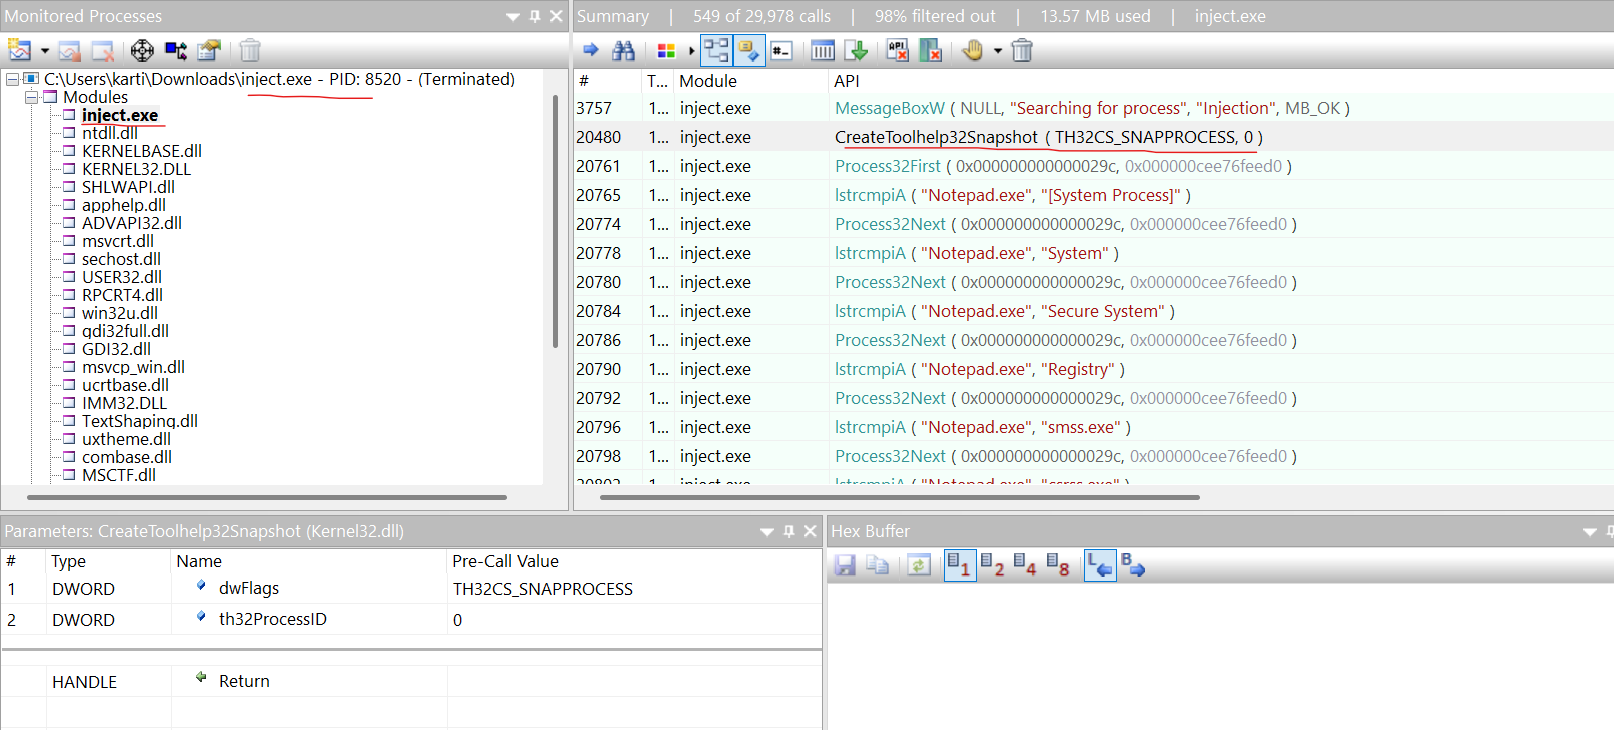 Monitored Processes
C:\Users\karti\Downloads\inject.exe - PID: 8520 - (Terminated)
Modules
inject.exe
ntdll.dll
KERNELBASE.dll
KERNEL32.DLL
SHLWAPI.dll
apphelp.dll
ADVAPI32.dll
msvcrt.dll
sechost.dll
USER32.dll
RPCRT4.dll
win32u.dll
gdi32full.dll
GDI32.dll
msvcp_win.dll
ucrtbase.dll
IMM32.DLL
TextShaping.dll
uxtheme.dll
combase.dll
MSCTF.dll
Summary | 549 of 29,978 calls | 98% filtered out | 13.57 MB used | inject.exe
# T... Module API
3757 1... inject.exe MessageBoxW ( NULL, "Searching for process", "Injection", MB_OK )
20480 1... inject.exe CreateToolhelp32Snapshot ( TH32CS_SNAPPROCESS, 0 )
20761 1... inject.exe Process32First ( 0x000000000000029c, 0x000000cee76feed0 )
20765 1... inject.exe lstrcmpiA ( "Notepad.exe", "[System Process]" )
20774 1... inject.exe Process32Next ( 0x000000000000029c, 0x000000cee76feed0 )
20778 1... inject.exe lstrcmpiA ( "Notepad.exe", "System" )
20780 1... inject.exe Process32Next ( 0x000000000000029c, 0x000000cee76feed0 )
20784 1... inject.exe lstrcmpiA ( "Notepad.exe", "Secure System" )
20786 1... inject.exe Process32Next ( 0x000000000000029c, 0x000000cee76feed0 )
20790 1... inject.exe lstrcmpiA ( "Notepad.exe", "Registry" )
20792 1... inject.exe Process32Next ( 0x000000000000029c, 0x000000cee76feed0 )
20796 1... inject.exe lstrcmpiA ( "Notepad.exe", "smss.exe" )
20798 1... inject.exe Process32Next ( 0x000000000000029c, 0x000000cee76feed0 )
20802 1... inject.exe lstrcmpiA ( "Notepad.exe", "csrss.exe" )
Parameters: CreateToolhelp32Snapshot (Kernel32.dll)
# Type Name Pre-Call Value
1 DWORD dwFlags TH32CS_SNAPPROCESS
2 DWORD th32ProcessID 0
HANDLE Return
Hex Buffer
1 2 4 8 L B